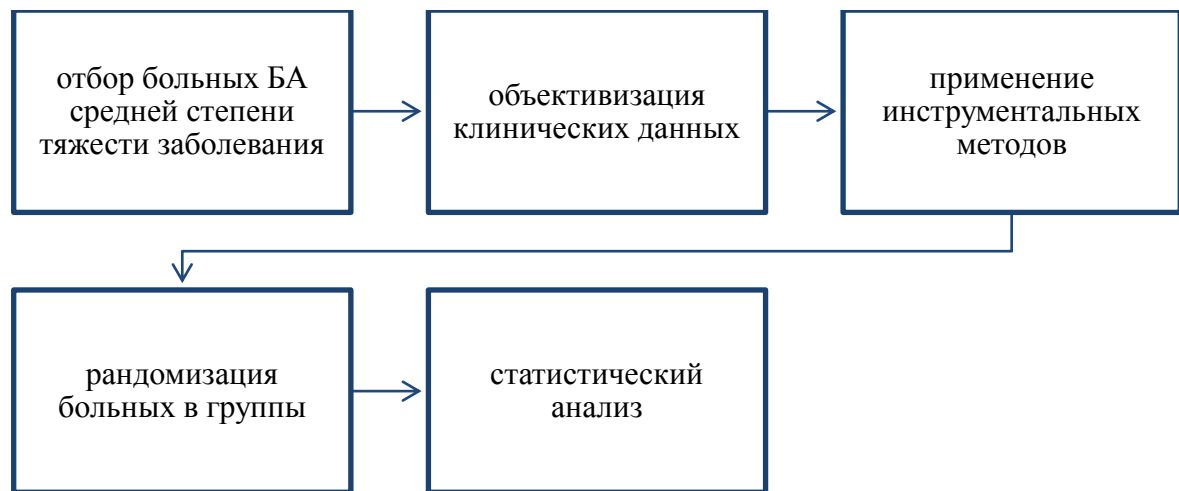 отбор больных БА
средней степени
тяжести заболевания
объективизация
клинических данных
применение
инструментальных
методов
рандомизация
больных в группы
статистический
анализ